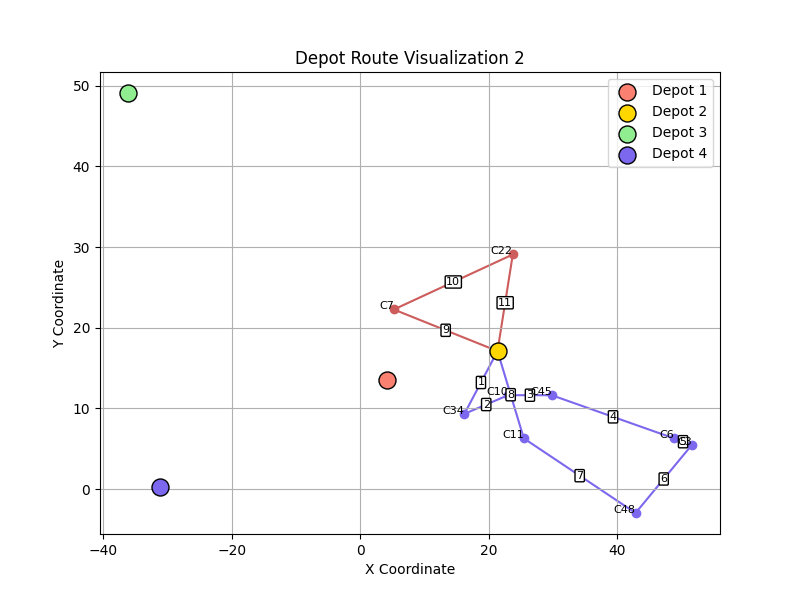 Depot Route Visualization 2
Depot 1
Depot 2
Depot 3
Depot 4
Y Coordinate
50
40
30
20
10
0
C22
10
C7
11
9
1
C10
8
3
C45
2
C34
4
C11
C6
5
7
6
C48
−40
−20
0
20
40
X Coordinate